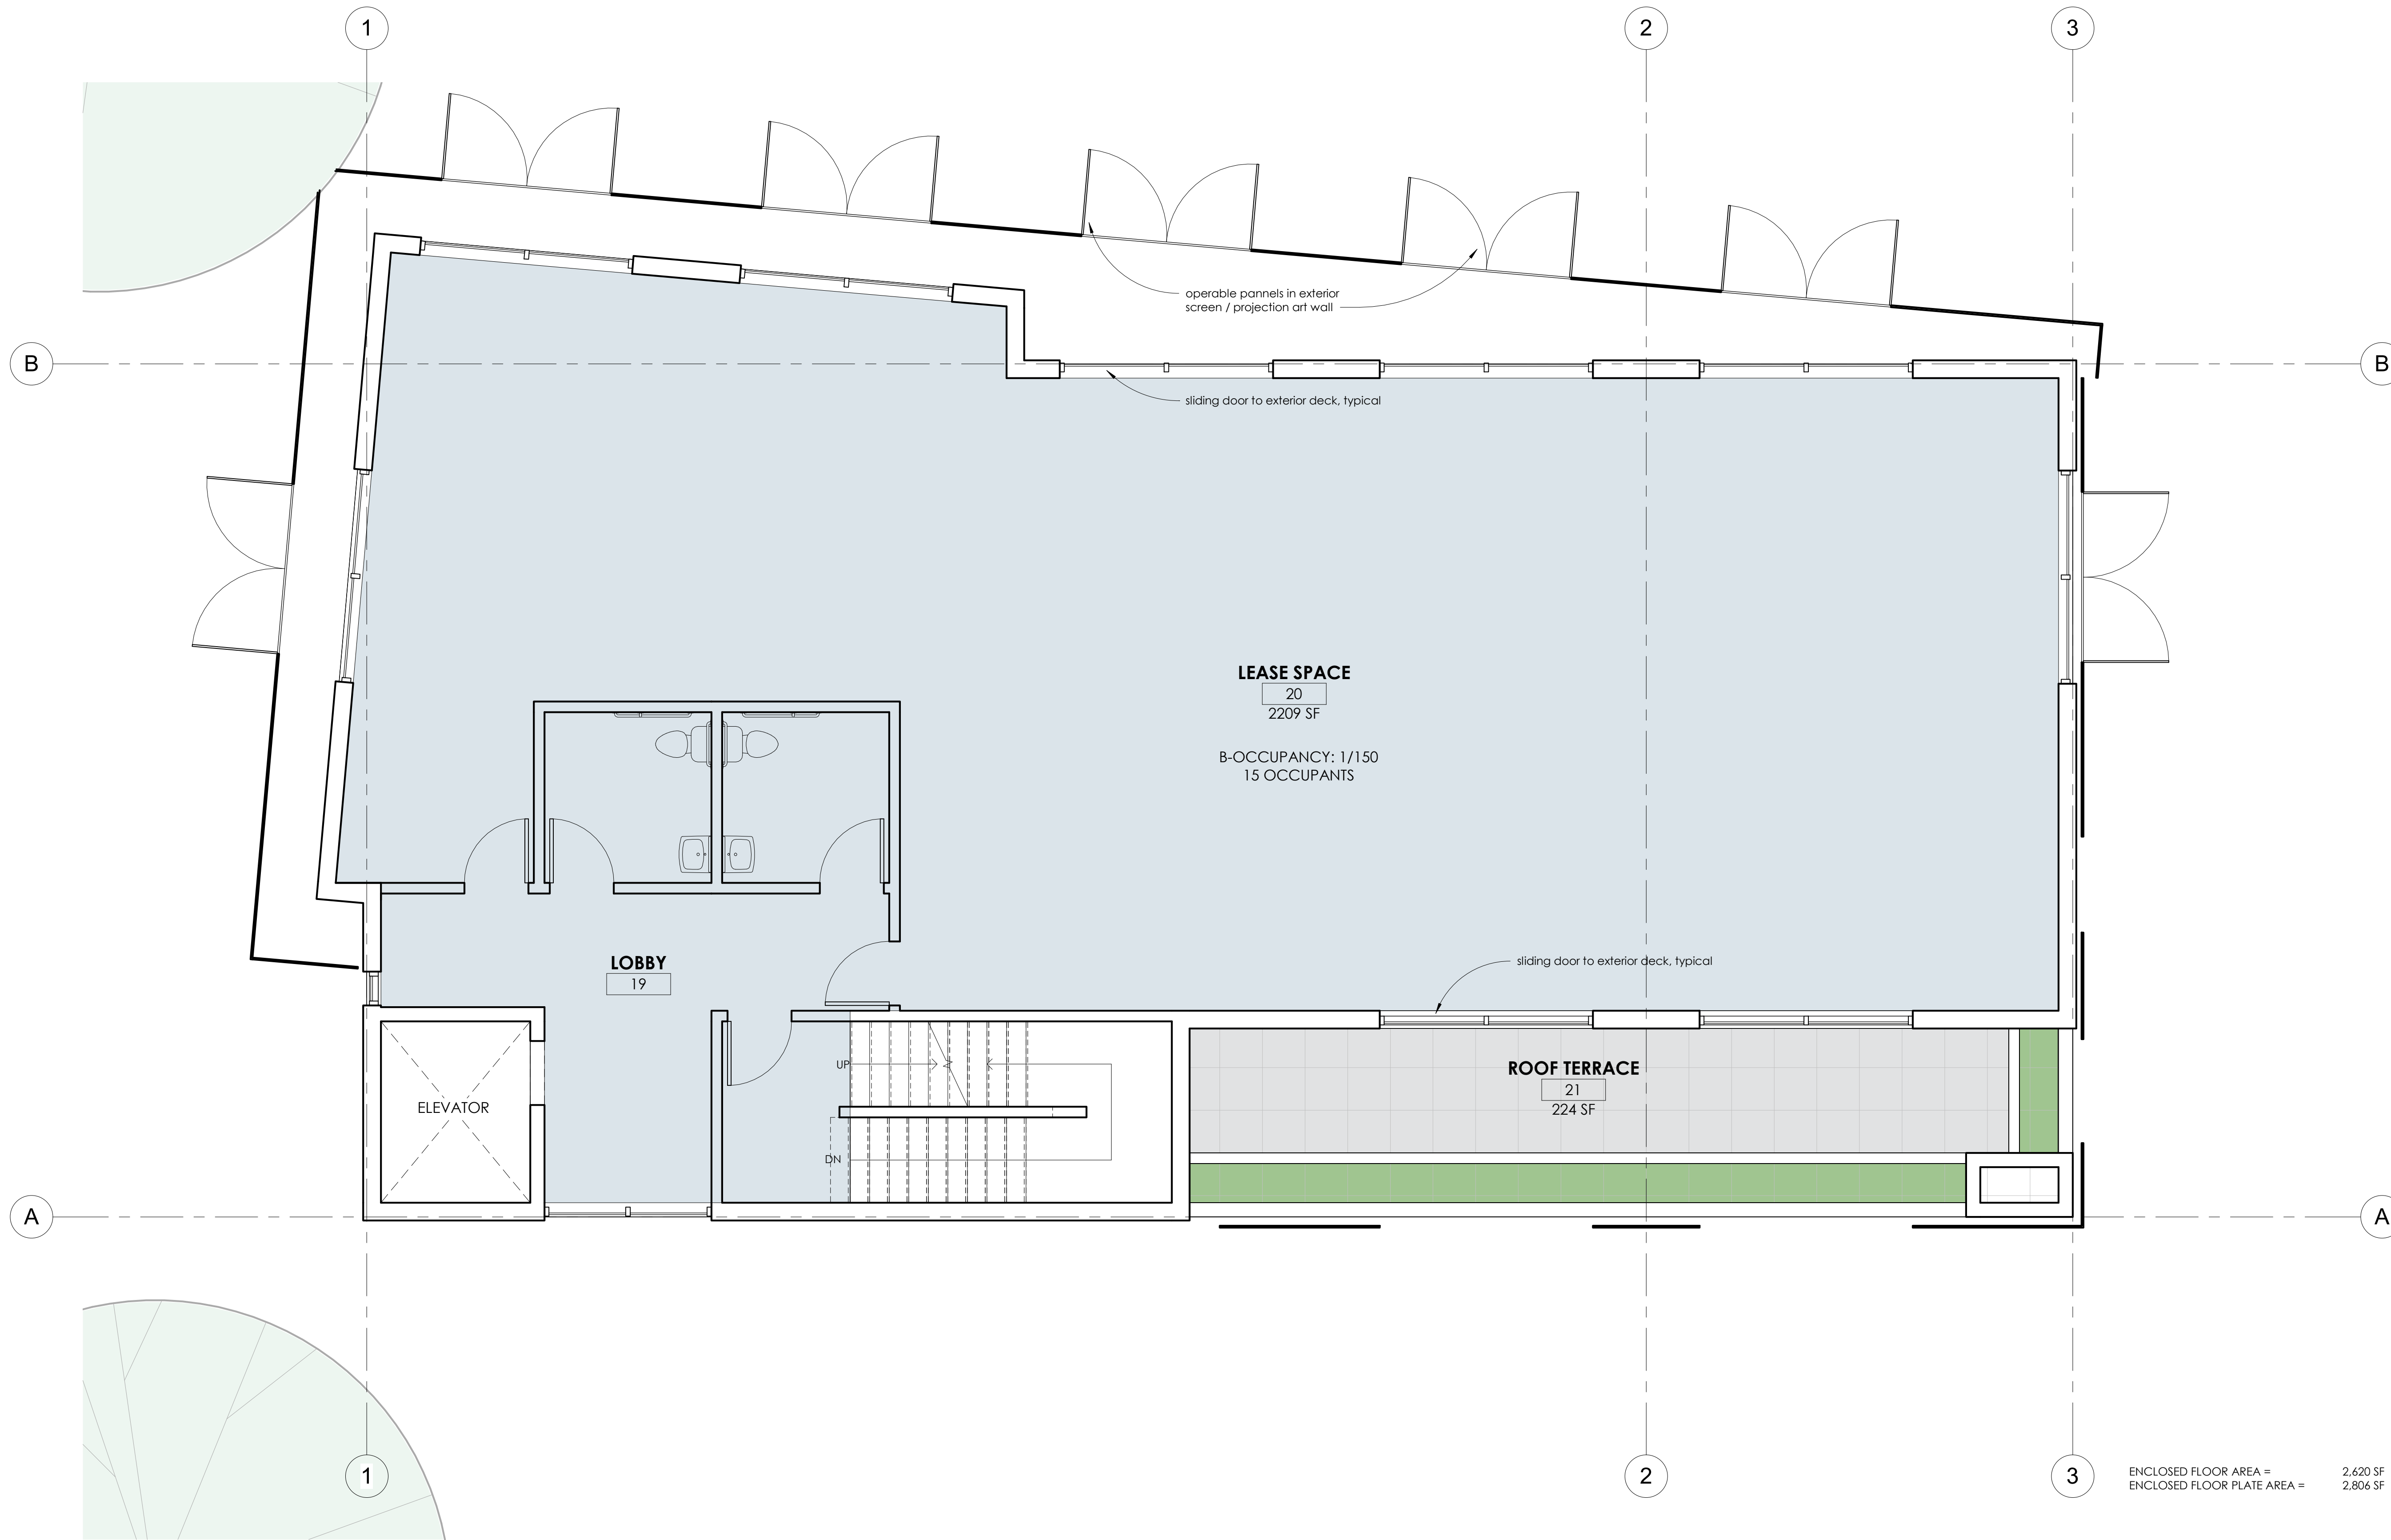 1
2
3
operable pannels in exterior
screen / projection art wall
B
B
sliding door to exterior deck, typical
LEASE SPACE
20
2209 SF
B-OCCUPANCY: 1/150
15 OCCUPANTS
LOBBY
19
sliding door to exterior deck, typical
UP
ROOF TERRACE
21
224 SF
ELEVATOR
DN
A
A
1
2
3
ENCLOSED FLOOR AREA = 2,620 SF
ENCLOSED FLOOR PLATE AREA = 2,806 SF